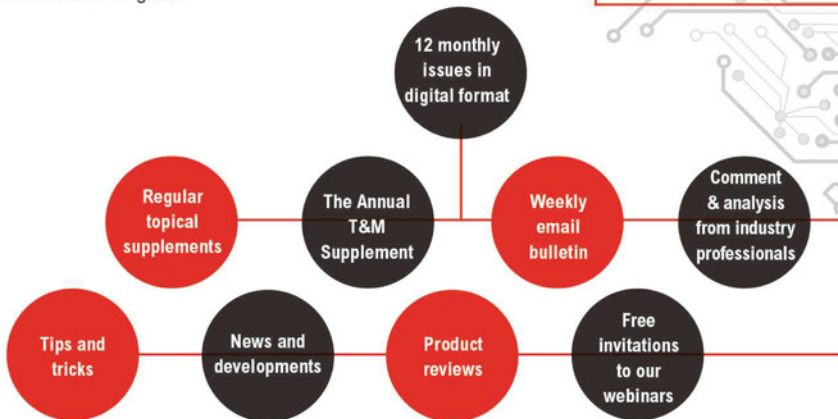 12 monthly
issues in
digital format
Regular
topical
supplements
The Annual
T&M
Supplement
Weekly
email
bulletin
Comment
& analysis
from industry
professionals
Tips and
tricks
News and
developments
Product
reviews
Free
invitations
to our
webinars